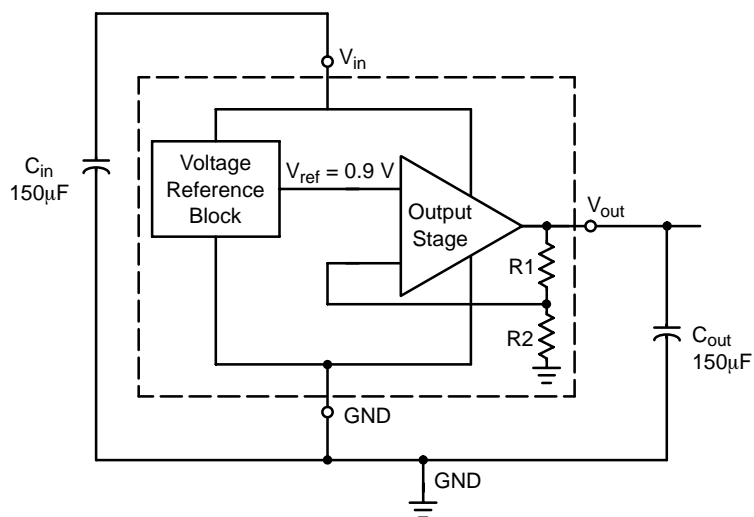 V_in
C_in
150μF
Voltage
Reference
Block
V_ref = 0.9 V
Output
Stage
V_out
R1
R2
C_out
150μF
GND
GND